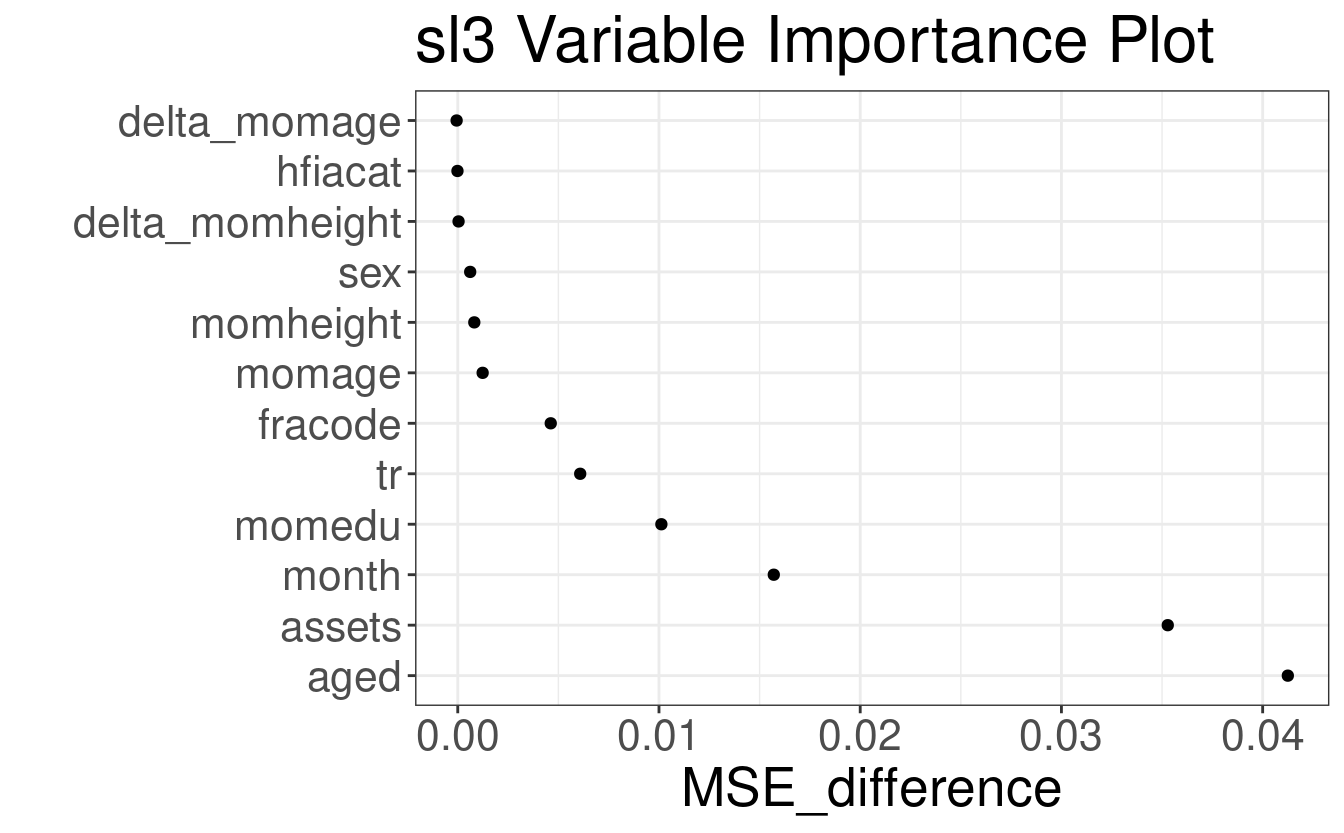 sl3 Variable Importance Plot
delta_momage
hfiacat
delta_momheight
sex
momheight
momage
fracode
tr
momedu
month
assets
aged
0.00 0.01 0.02 0.03 0.04
MSE_difference